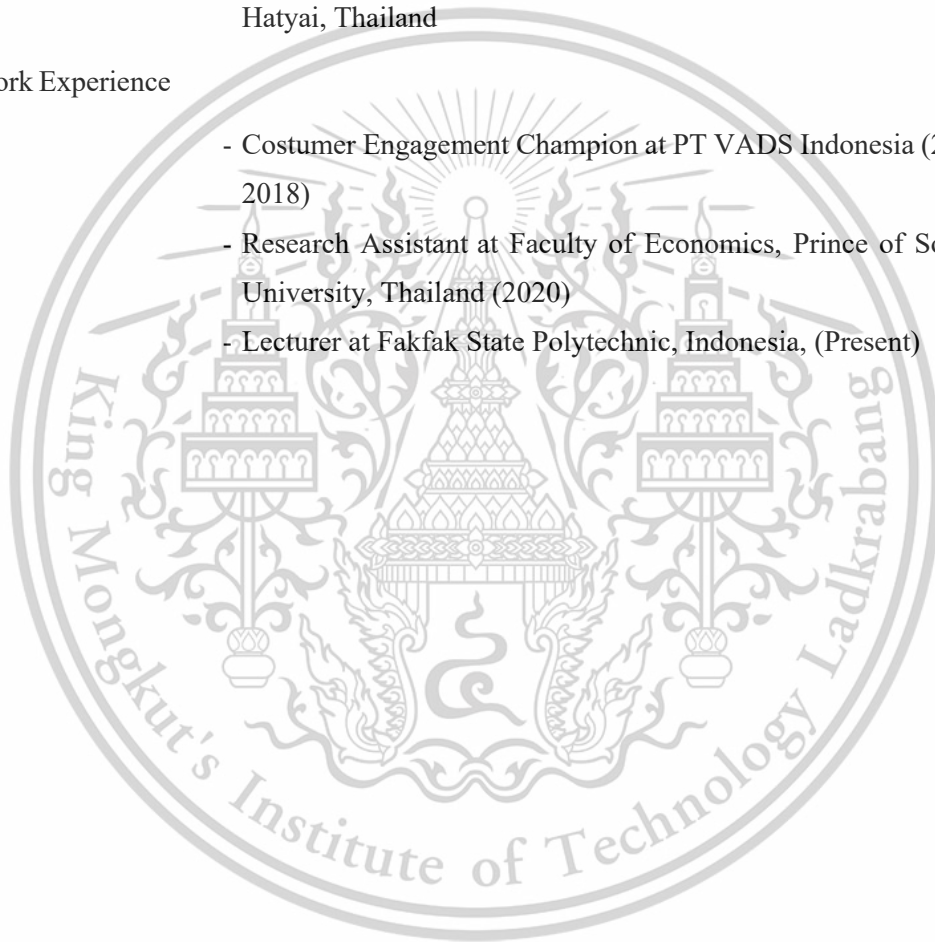 Hatyai, Thailand
ork Experience
- Costumer Engagement Champion at PT VADS Indonesia (2
2018)
- Research Assistant at Faculty of Economics, Prince of So
University, Thailand (2020)
- Lecturer at Fakfak State Polytechnic, Indonesia, (Present)
King Mongkut's Institute of Technology Ladkrabang